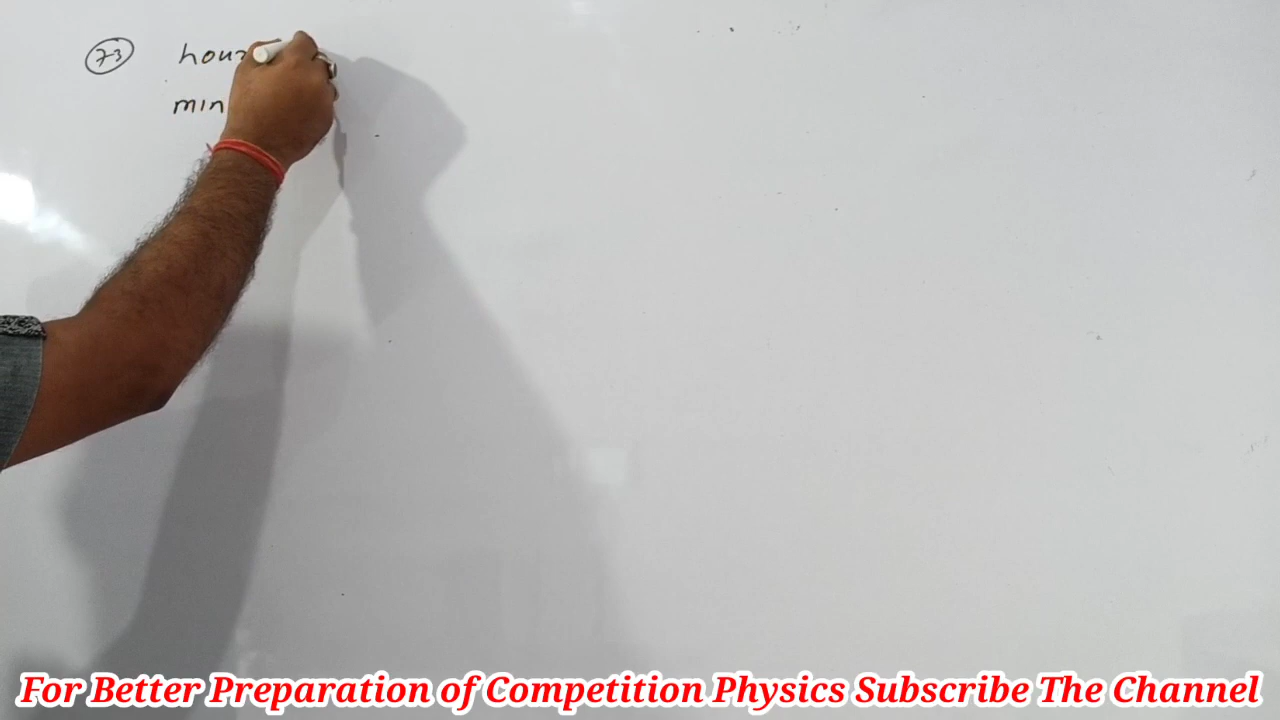 73 hour
min
For Better Preparation of Competition Physics Subscribe The Channel